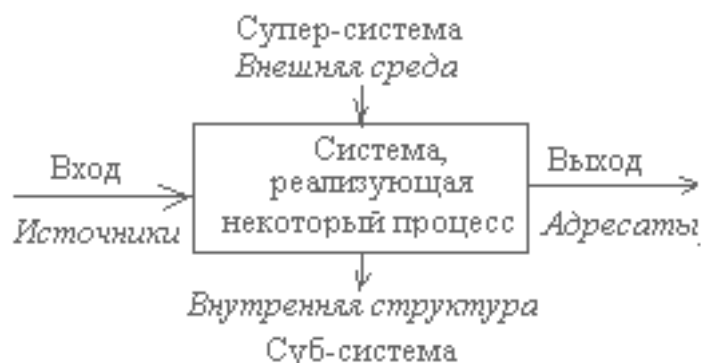 Супер-система
Внешняя среда
Вход
Источники
Система,
реализующая
некоторый процесс
Выход
Адресаты
Внутренняя структура
Суб-система